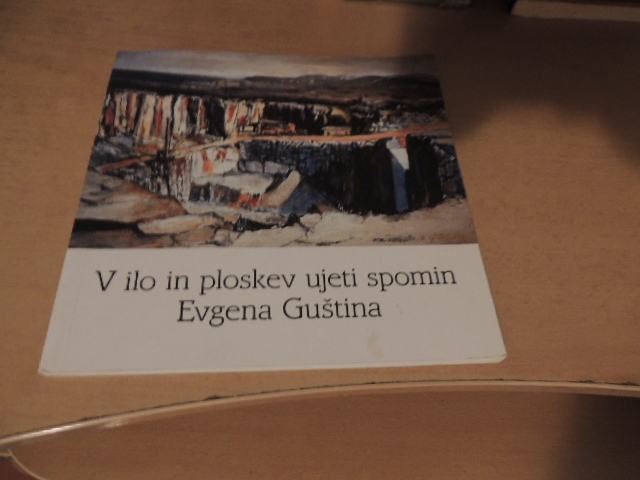 V ilo in ploskev ujeti spomin
Evgena Guština